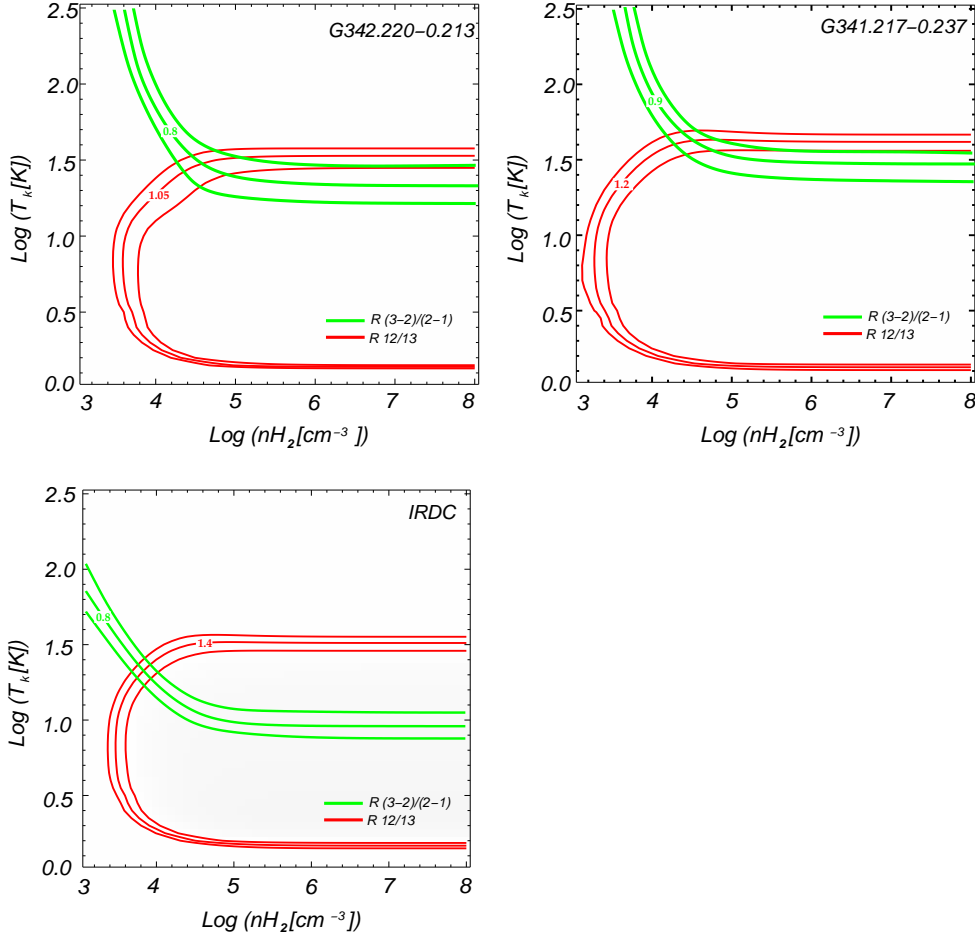 G342.220−0.213
2.5
2.0
1.5
1.0
0.5
0.0
Log (T_k[K])
0.8
1.05
R (3−2)/(2−1)
R 12/13
3 4 5 6 7 8
Log (nH₂[cm⁻³ ])
G341.217−0.237
2.5
2.0
1.5
1.0
0.5
0.0
Log (T_k[K])
0.9
1.2
R (3−2)/(2−1)
R 12/13
3 4 5 6 7 8
Log (nH₂[cm⁻³ ])
IRDC
2.5
2.0
1.5
1.0
0.5
0.0
Log (T_k[K])
0.8
1.4
R (3−2)/(2−1)
R 12/13
3 4 5 6 7 8
Log (nH₂[cm⁻³ ])